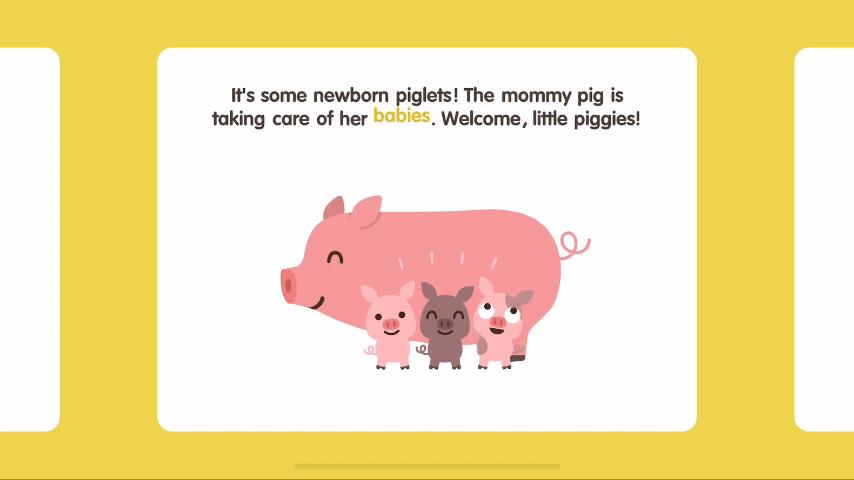 It's some newborn piglets! The mommy pig is
taking care of her babies. Welcome, little piggies!